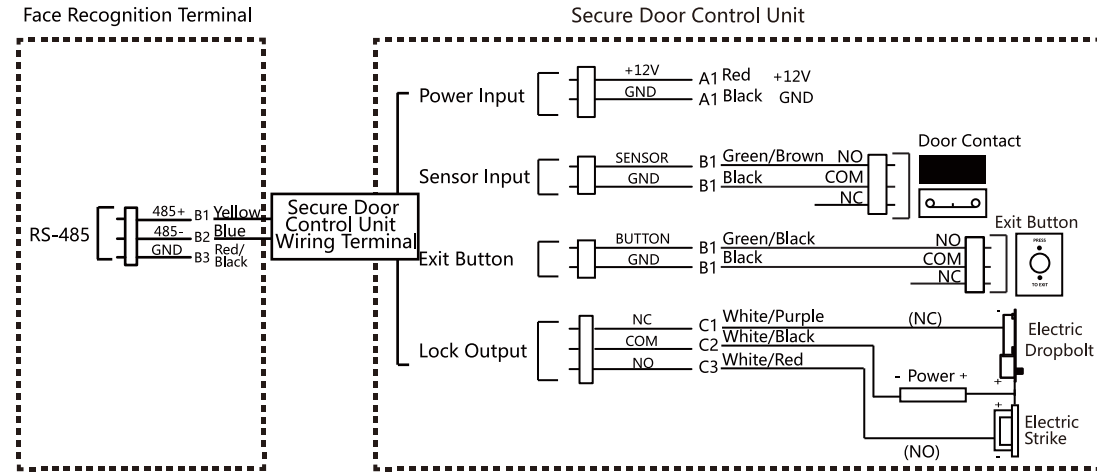 Face Recognition Terminal
Secure Door Control Unit
RS-485
485+ B1 Yellow
485- B2 Blue
GND B3 Red/
Black
Secure Door
Control Unit
Wiring Terminal
Power Input
+12V A1 Red +12V
GND A1 Black GND
Sensor Input
SENSOR B1 Green/Brown NO
GND B1 Black COM
NC
Door Contact
Exit Button
BUTTON B1 Green/Black NO
GND B1 Black COM
NC
Exit Button
PRESS
TO EXIT
Lock Output
NC C1 White/Purple (NC)
COM C2 White/Black
NO C3 White/Red
- Power +
(NO)
-
Electric
Dropbolt
+
+
Electric
Strike
-